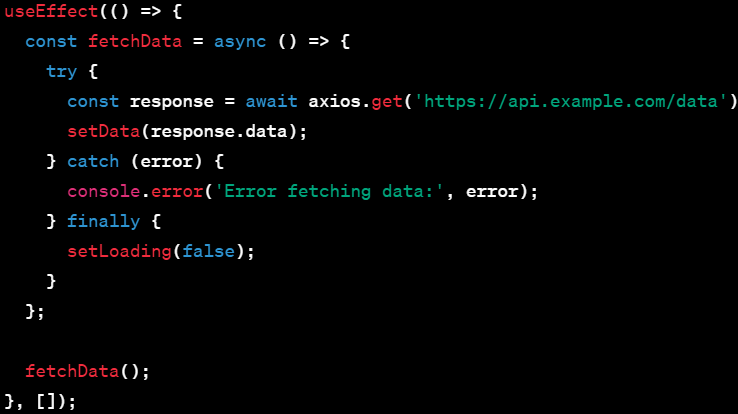 useEffect(() => {
  const fetchData = async () => {
    try {
      const response = await axios.get('https://api.example.com/data')
      setData(response.data);
    } catch (error) {
      console.error('Error fetching data:', error);
    } finally {
      setLoading(false);
    }
  };

  fetchData();
}, []);